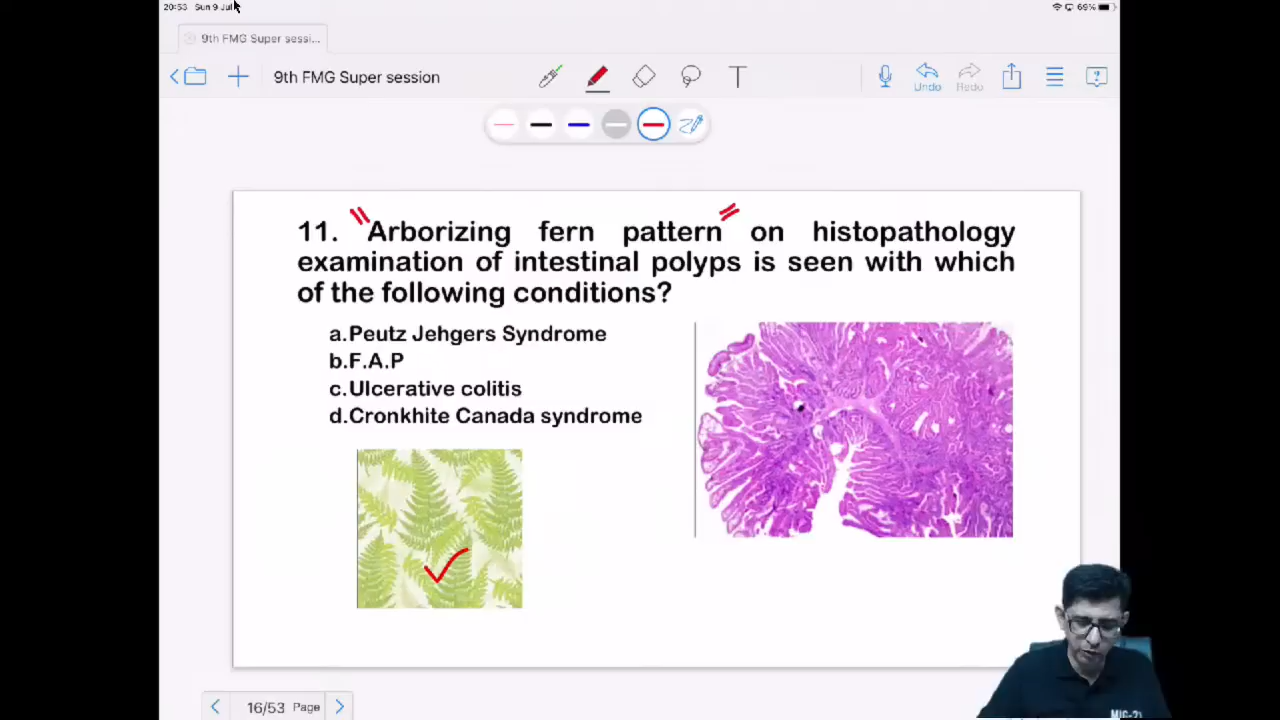 20:53 Sun 9 Jul
69%
9th FMG Super sessi...
9th FMG Super session
T
Undo
Redo
11. "Arborizing fern pattern" on histopathology
examination of intestinal polyps is seen with which
of the following conditions?
a.Peutz Jehgers Syndrome
b.F.A.P
c.Ulcerative colitis
d.Cronkhite Canada syndrome
16/53 Page